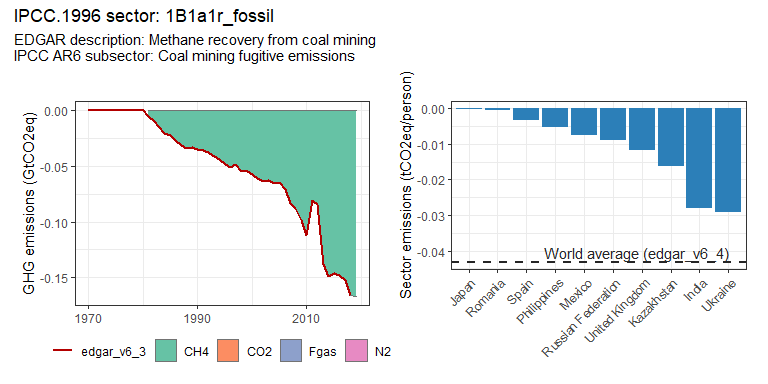 IPCC.1996 sector: 1B1a1r_fossil
EDGAR description: Methane recovery from coal mining
IPCC AR6 subsector: Coal mining fugitive emissions
GHG emissions (GtCO2eq)
0.00
-0.05
-0.10
-0.15
1970
1990
2010
edgar_v6_3
CH4
CO2
Fgas
N2
Sector emissions (tCO2eq/person)
0.00
-0.01
-0.02
-0.03
-0.04
World average (edgar_v6_4)
Japan
Romania
Spain
Philippines
Mexico
Russian Federation
United Kingdom
Kazakhstan
India
Ukraine